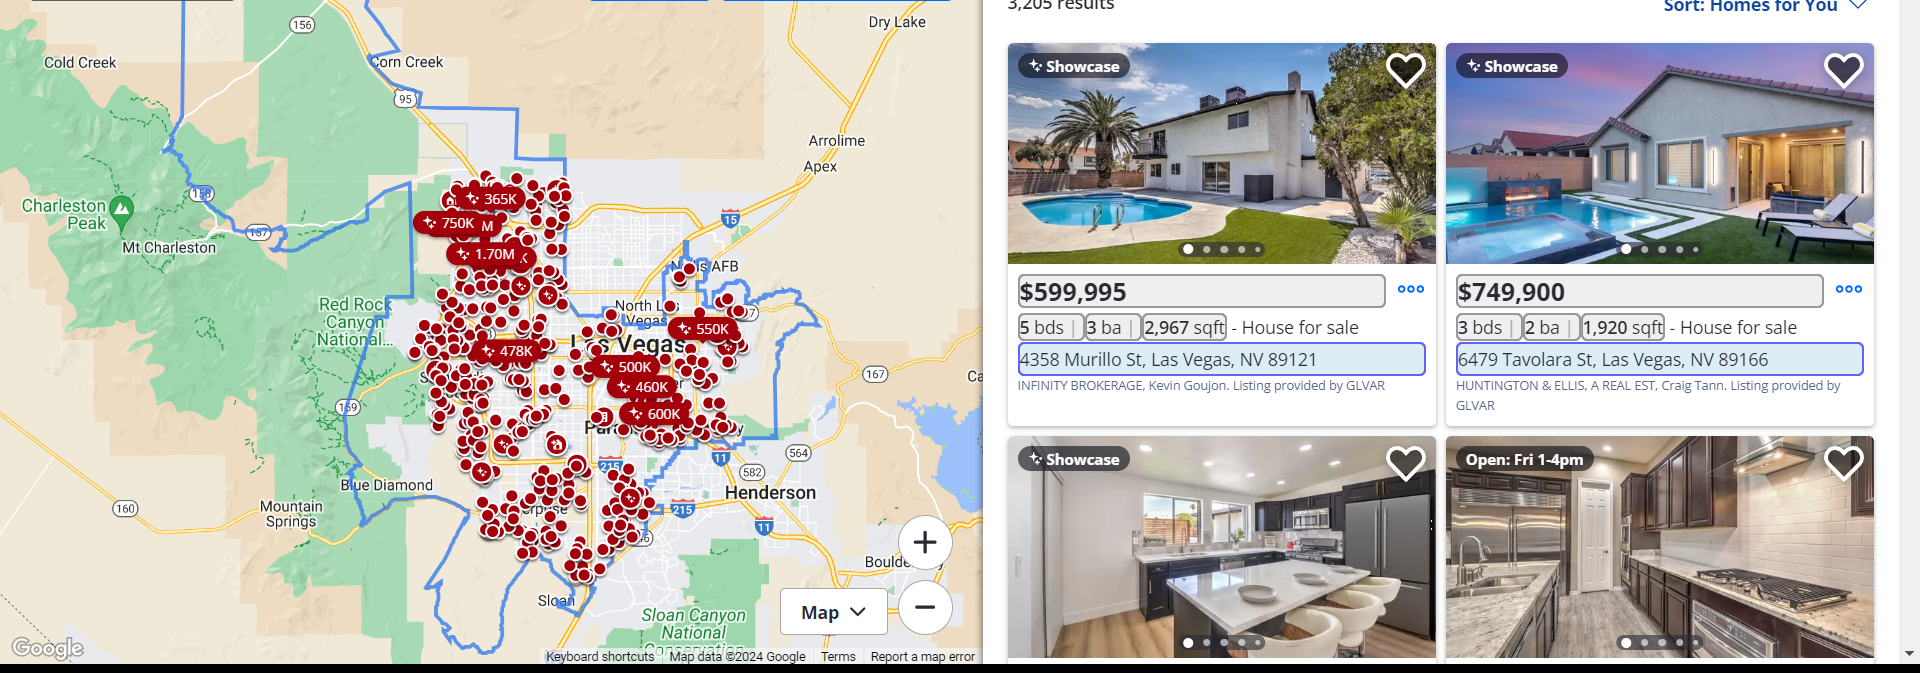 156
Dry Lake
Cold Creek
Corn Creek
95
Arrolime
Apex
158
Charleston
Peak
157
Mt Charleston
15
365K
750K
M
1.70M
K
AFB
Red Rock
Canyon
National...
North Las
Vegas
550K
Las Vegas
478K
500K
460K
600K
167
159
215
11
564
582
Blue Diamond
Henderson
160
Mountain
Springs
215
11
Sloan
Sloan Canyon
National
Conservation
Map
Google
Keyboard shortcuts
Map data ©2024 Google
Terms
Report a map error
3,205 results
Sort: Homes for You
Showcase
$599,995
5 bds | 3 ba | 2,967 sqft - House for sale
4358 Murillo St, Las Vegas, NV 89121
INFINITY BROKERAGE, Kevin Goujon. Listing provided by GLVAR
Showcase
$749,900
3 bds | 2 ba | 1,920 sqft - House for sale
6479 Tavolara St, Las Vegas, NV 89166
HUNTINGTON & ELLIS, A REAL EST, Craig Tann. Listing provided by
GLVAR
Showcase
Open: Fri 1-4pm